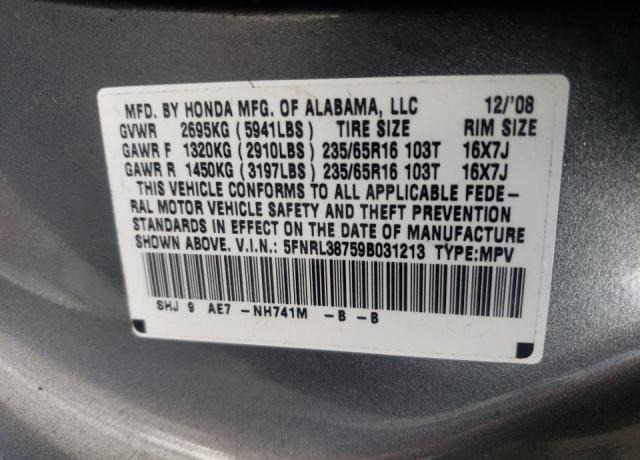 MFD. BY HONDA MFG. OF ALABAMA, LLC 12/'08
GVWR 2695KG (5941LBS) TIRE SIZE RIM SIZE
GAWR F 1320KG (2910LBS) 235/65R16 103T 16X7J
GAWR R 1450KG (3197LBS) 235/65R16 103T 16X7J
THIS VEHICLE CONFORMS TO ALL APPLICABLE FEDE-
RAL MOTOR VEHICLE SAFETY AND THEFT PREVENTION
STANDARDS IN EFFECT ON THE DATE OF MANUFACTURE
SHOWN ABOVE. V.I.N.: 5FNRL38759B031213 TYPE:MPV
SHJ 9 AE7 -NH741M -B -B